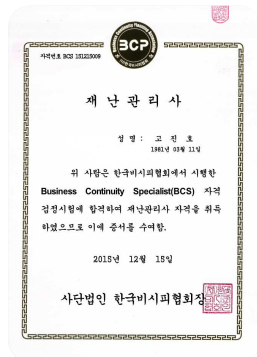 BCP
자격번호 BCS 151215009
재 난 관 리 사
성 명 : 고 진 호
1981년 03월 11일
위 사람은 한국비시피협회에서 시행한
Business Continuity Specialist(BCS) 자격
검정시험에 합격하여 재난관리사 자격을 취득
하였으므로 이에 증서를 수여함.
2015년 12월 15일
사단법인 한국비시피협회장